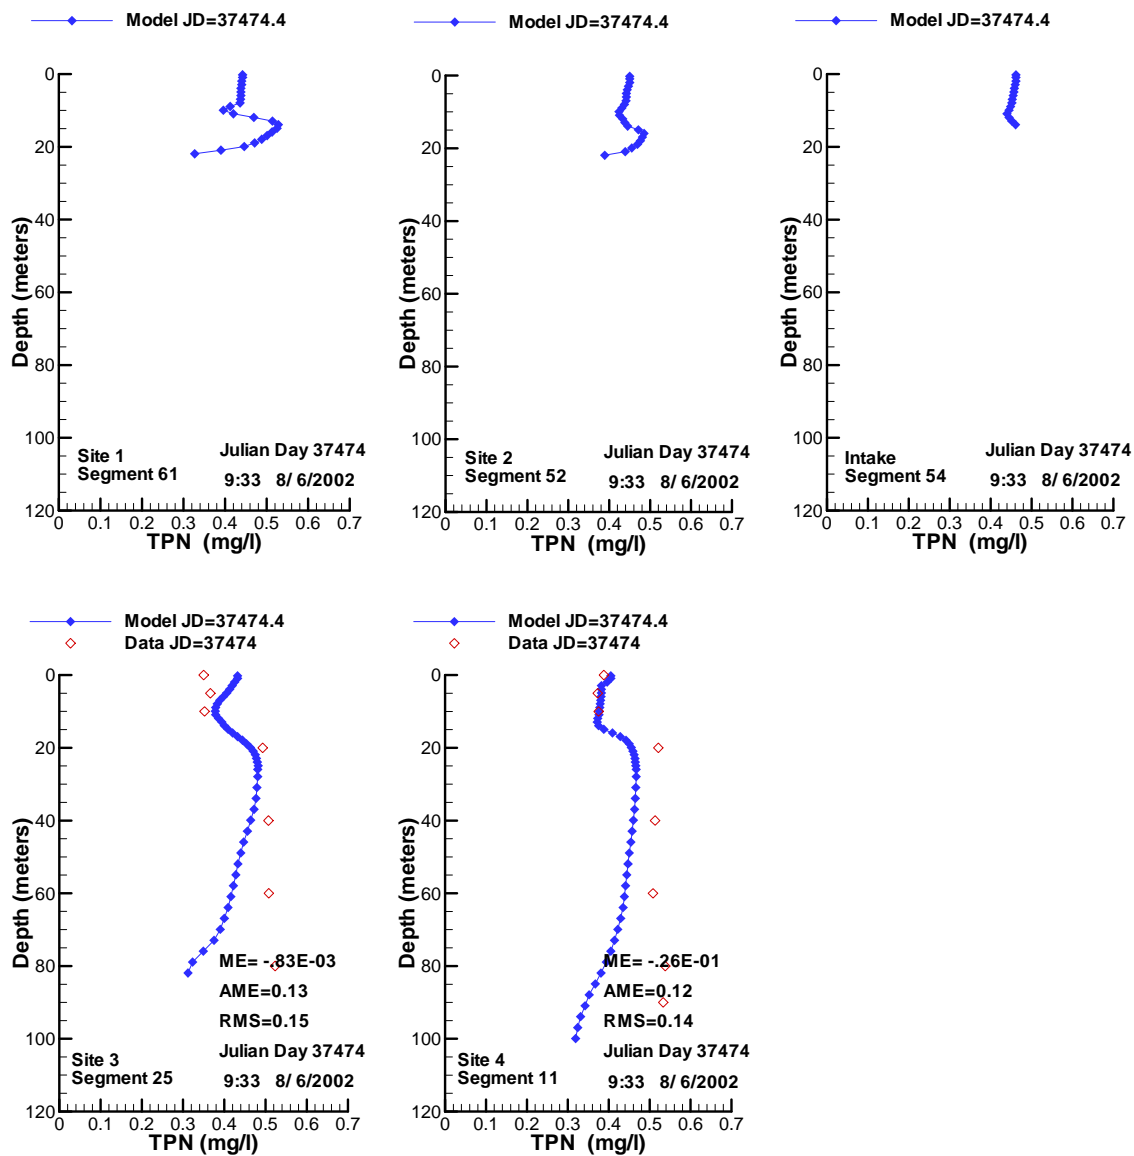 Model JD=37474.4
Model JD=37474.4
Model JD=37474.4
0
20
40
60
80
100
120
Depth (meters)
Site 1
Segment 61
Julian Day 37474
9:33 8/ 6/2002
0 0.1 0.2 0.3 0.4 0.5 0.6 0.7
TPN (mg/l)
0
20
40
60
80
100
120
Depth (meters)
Site 2
Segment 52
Julian Day 37474
9:33 8/ 6/2002
0 0.1 0.2 0.3 0.4 0.5 0.6 0.7
TPN (mg/l)
0
20
40
60
80
100
120
Depth (meters)
Intake
Segment 54
Julian Day 37474
9:33 8/ 6/2002
0 0.1 0.2 0.3 0.4 0.5 0.6 0.7
TPN (mg/l)
Model JD=37474.4
Data JD=37474
0
20
40
60
80
100
120
Depth (meters)
ME= -.83E-03
AME=0.13
RMS=0.15
Site 3
Segment 25
Julian Day 37474
9:33 8/ 6/2002
0 0.1 0.2 0.3 0.4 0.5 0.6 0.7
TPN (mg/l)
Model JD=37474.4
Data JD=37474
0
20
40
60
80
100
120
Depth (meters)
ME= -.26E-01
AME=0.12
RMS=0.14
Site 4
Segment 11
Julian Day 37474
9:33 8/ 6/2002
0 0.1 0.2 0.3 0.4 0.5 0.6 0.7
TPN (mg/l)